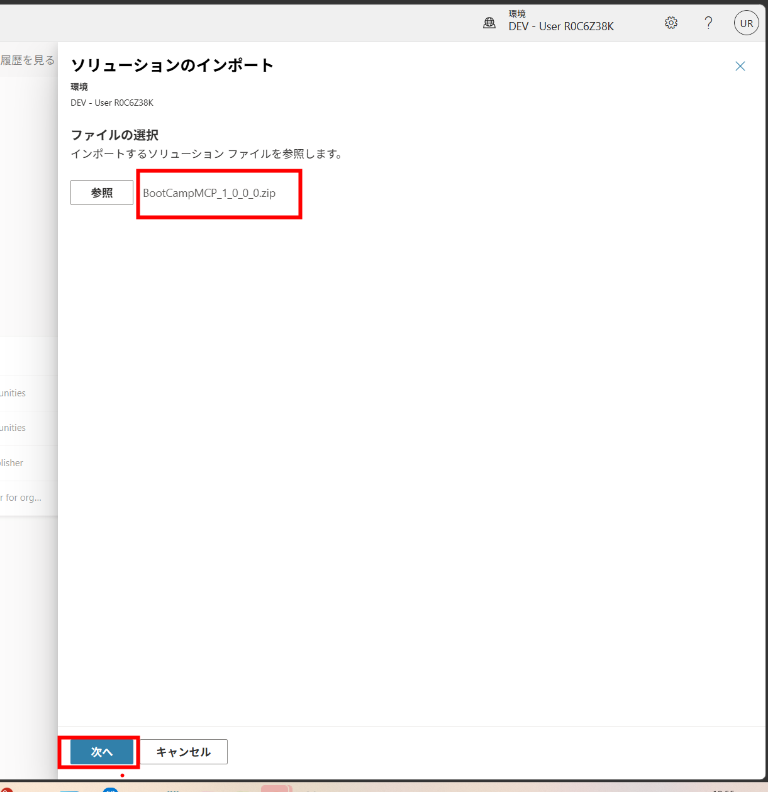 環境
DEV - User R0C6Z38K
?
UR
履歴を見る
ソリューションのインポート
環境
DEV - User R0C6Z38K
ファイルの選択
インポートするソリューション ファイルを参照します。
参照
BootCampMCP_1_0_0_0.zip
unities
unities
lisher
r for org...
次へ
キャンセル